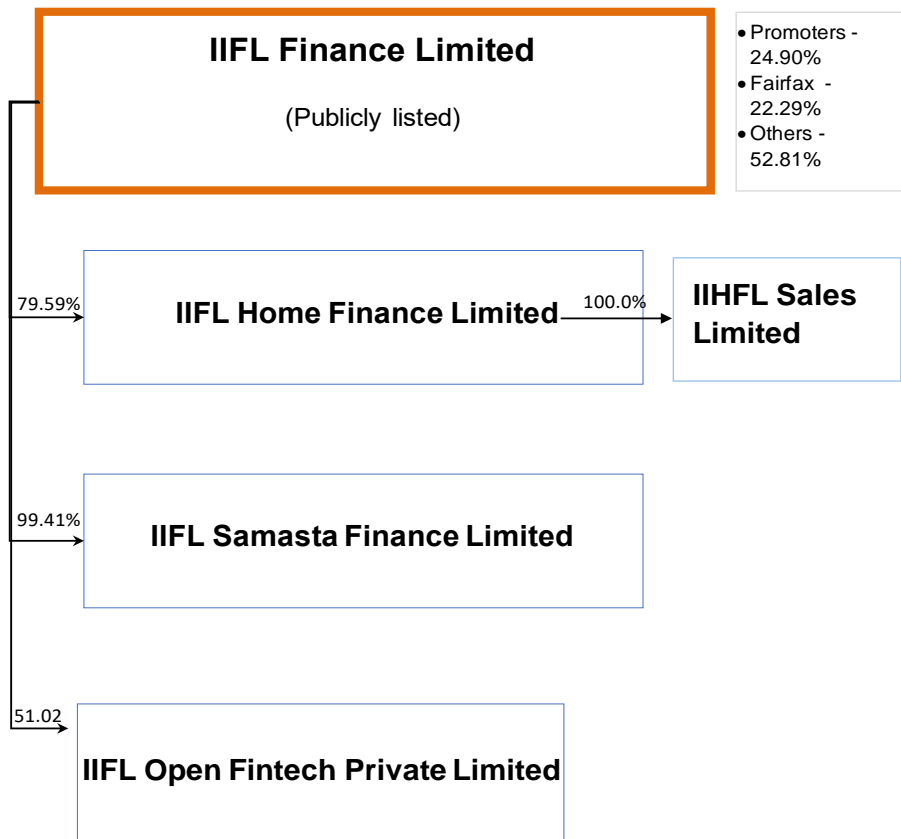 IIFL Finance Limited
(Publicly listed)
• Promoters -
24.90%
• Fairfax -
22.29%
• Others -
52.81%
79.59%
IIFL Home Finance Limited
100.0%
IIHFL Sales
Limited
99.41%
IIFL Samasta Finance Limited
51.02
IIFL Open Fintech Private Limited